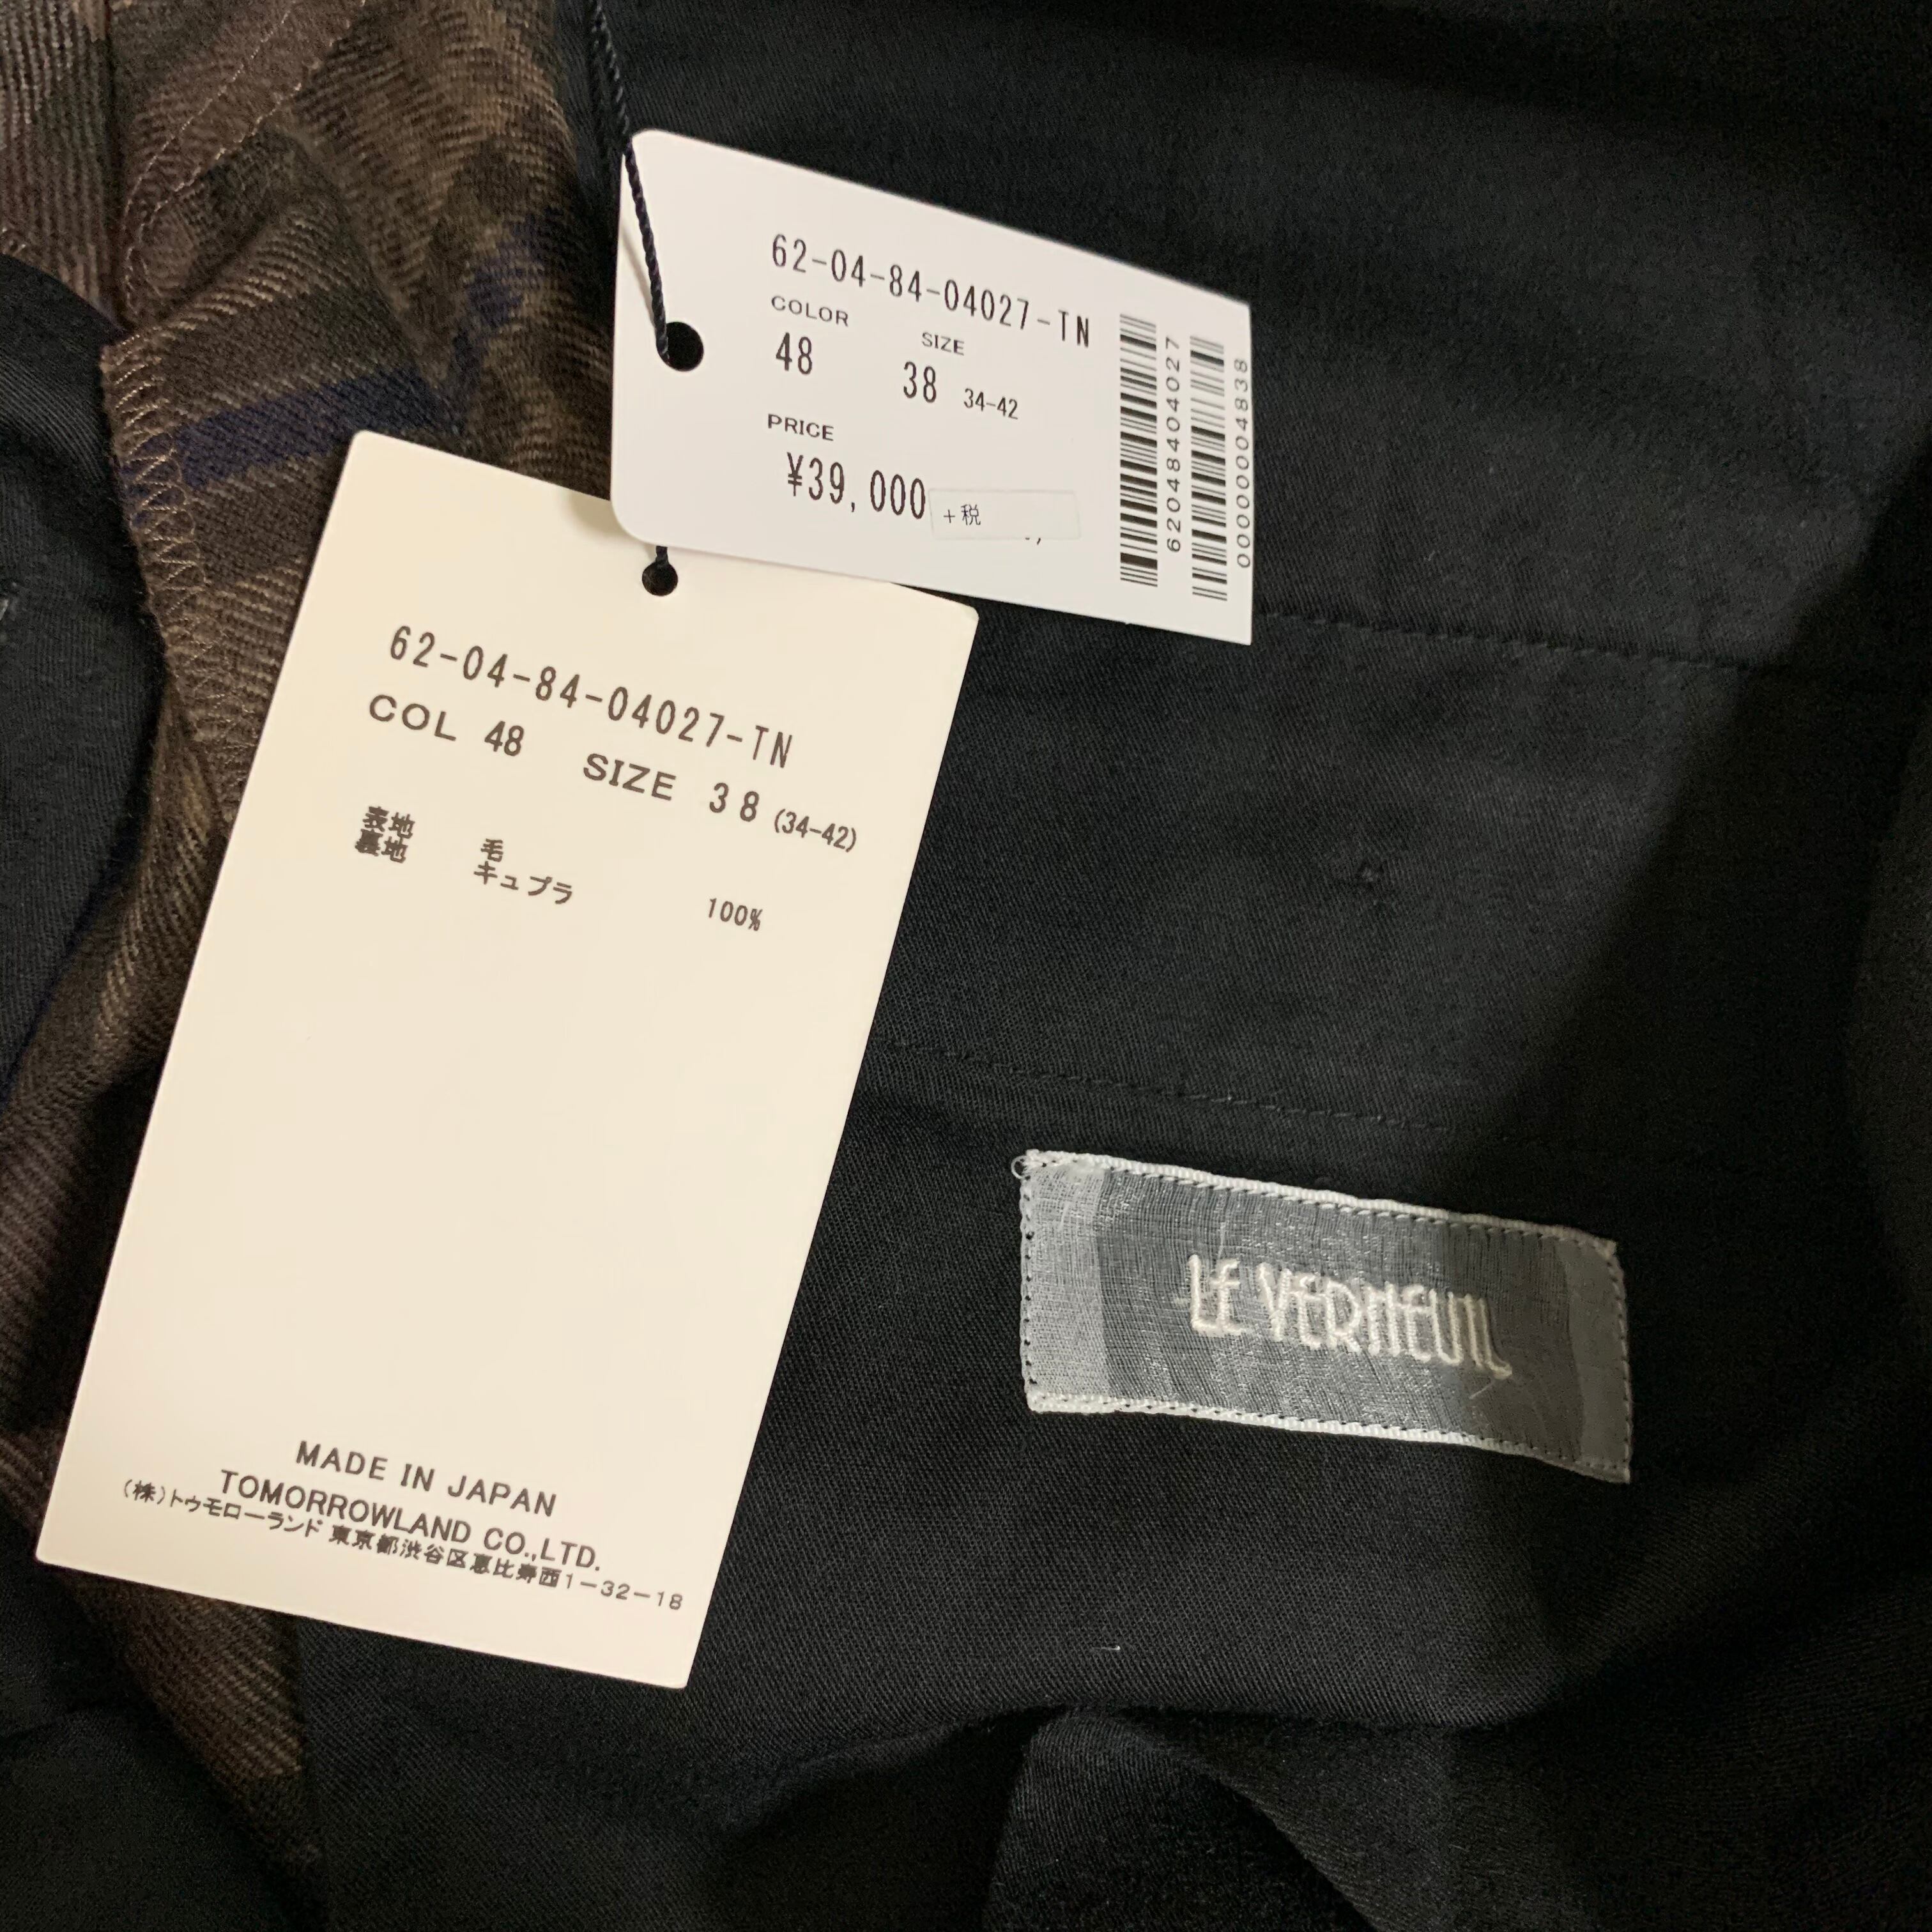 62-04-84-04027-TN
COLOR SIZE
48 38 34-42
PRICE
¥39,000 +税
6204840402​7
0000000004838
62-04-84-04027-TN
COL 48 SIZE 38 (34-42)
表地 毛
裏地 キュプラ 100%
MADE IN JAPAN
TOMORROWLAND CO.,LTD.
(株)トゥモローランド 東京都渋谷区恵比寿西1-32-18
LE VERNEUIL